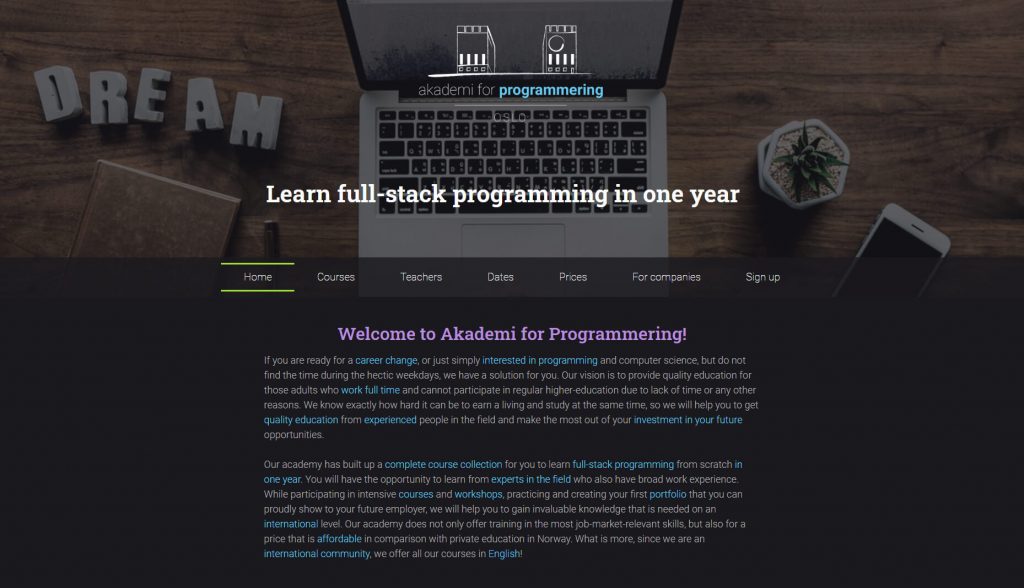 DREAM
akademi for programmering
OSLO
Learn full-stack programming in one year
Home Courses Teachers Dates Prices For companies Sign up
Welcome to Akademi for Programmering!
If you are ready for a career change, or just simply interested in programming and computer science, but do not
find the time during the hectic weekdays, we have a solution for you. Our vision is to provide quality education for
those adults who work full time and cannot participate in regular higher-education due to lack of time or any other
reasons. We know exactly how hard it can be to earn a living and study at the same time, so we will help you to get
quality education from experienced people in the field and make the most out of your investment in your future
opportunities.
Our academy has built up a complete course collection for you to learn full-stack programming from scratch in
one year. You will have the opportunity to learn from experts in the field who also have broad work experience.
While participating in intensive courses and workshops, practicing and creating your first portfolio that you can
proudly show to your future employer, we will help you to gain invaluable knowledge that is needed on an
international level. Our academy does not only offer training in the most job-market-relevant skills, but also for a
price that is affordable in comparison with private education in Norway. What is more, since we are an
international community, we offer all our courses in English!